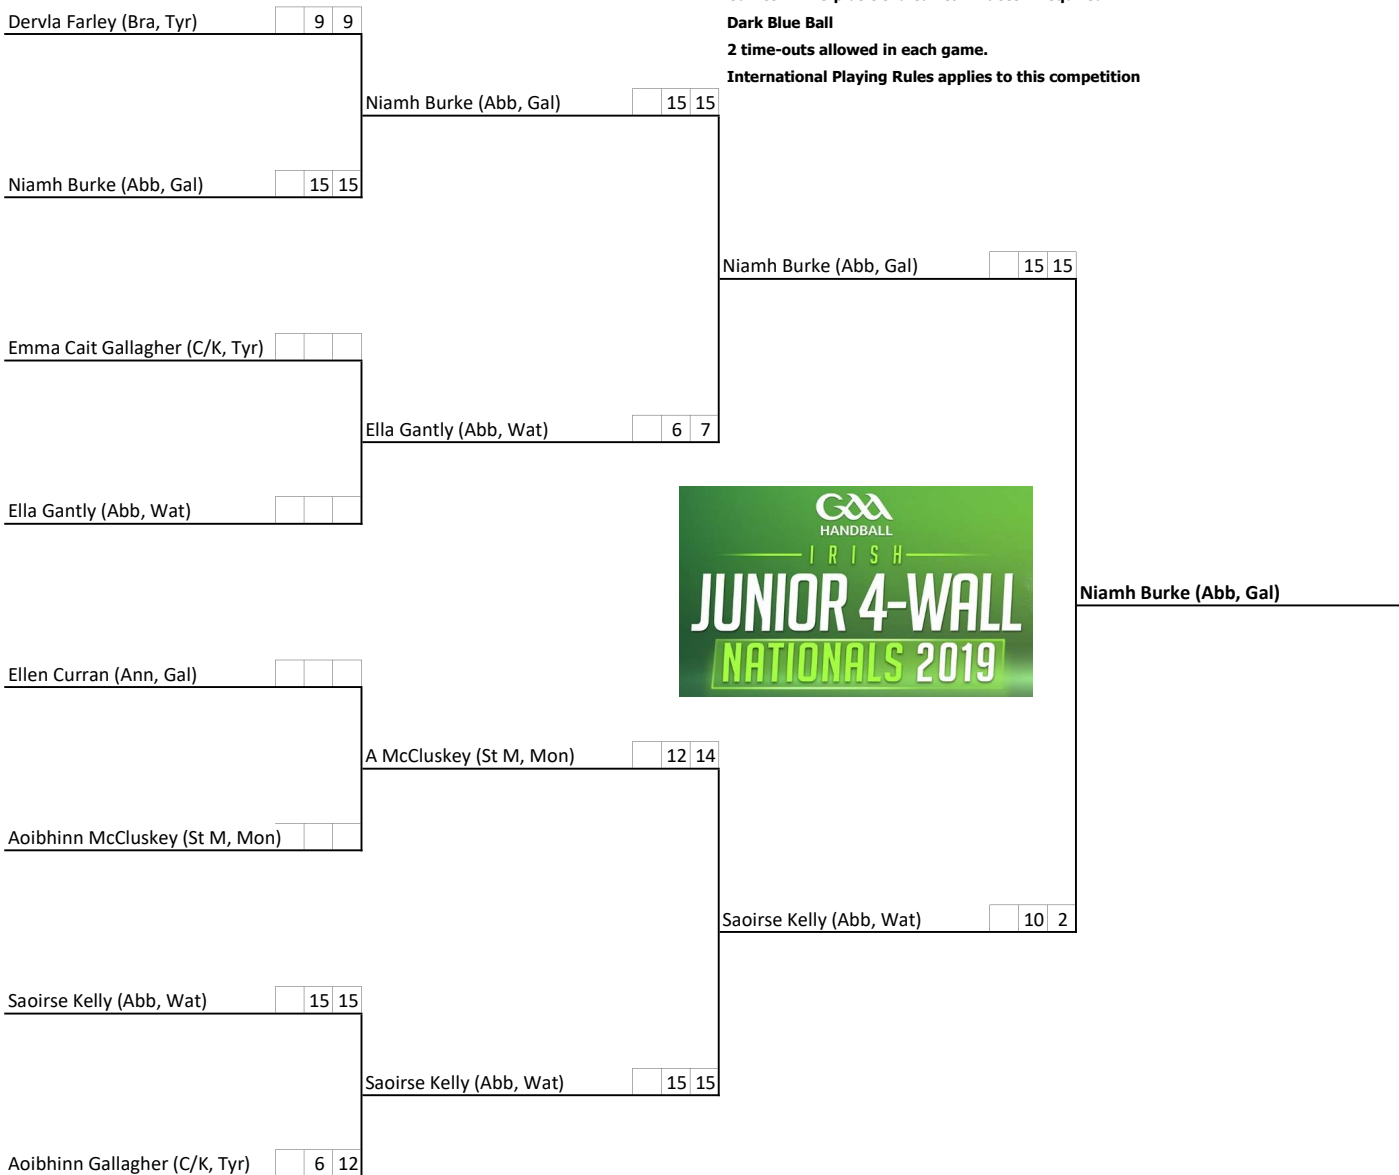 Dervla Farley (Bra, Tyr) 9 9
Dark Blue Ball
2 time-outs allowed in each game.
International Playing Rules applies to this competition
Niamh Burke (Abb, Gal) 15 15
Niamh Burke (Abb, Gal) 15 15
Niamh Burke (Abb, Gal) 15 15
Emma Cait Gallagher (C/K, Tyr)
Ella Gantly (Abb, Wat) 6 7
Ella Gantly (Abb, Wat)
GAA
HANDBALL
IRISH
JUNIOR 4-WALL
NATIONALS 2019
Niamh Burke (Abb, Gal)
Ellen Curran (Ann, Gal)
A McCluskey (St M, Mon) 12 14
Aoibhinn McCluskey (St M, Mon)
Saoirse Kelly (Abb, Wat) 10 2
Saoirse Kelly (Abb, Wat) 15 15
Saoirse Kelly (Abb, Wat) 15 15
Aoibhinn Gallagher (C/K, Tyr) 6 12